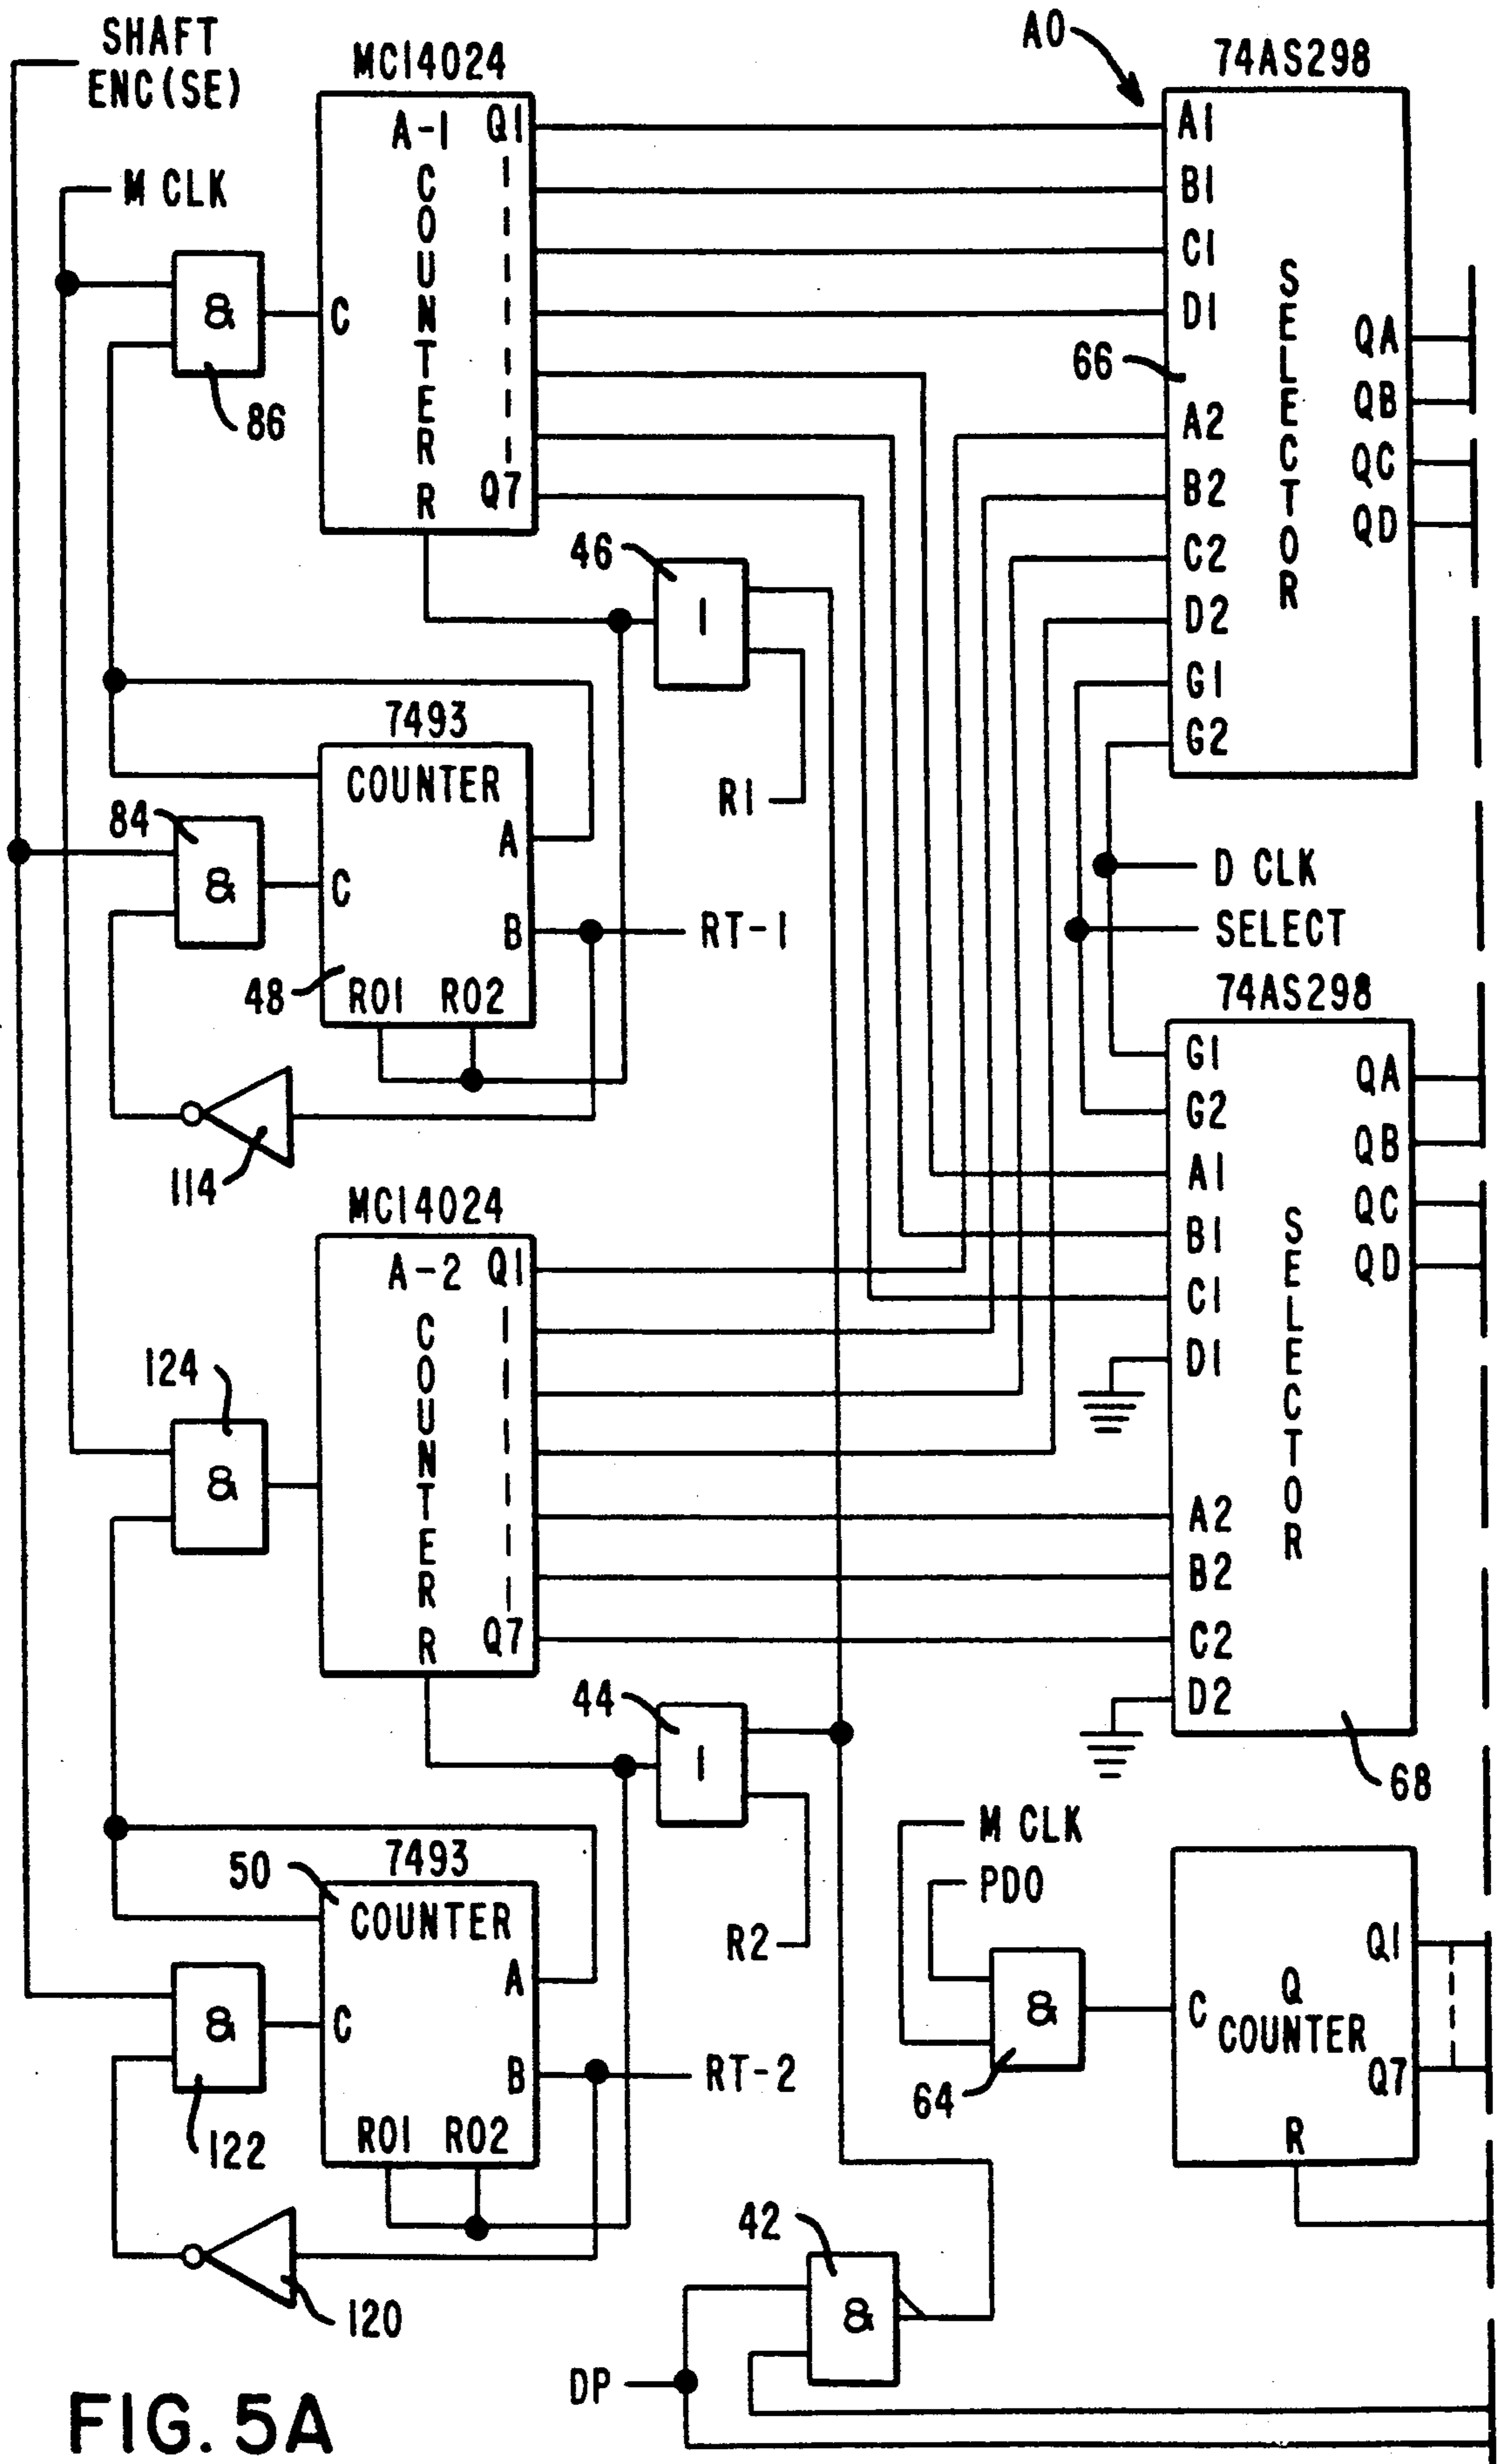 SHAFT
ENC(SE)
M CLK
&
86
MC14024
A-1
COUNTER
C
R
Q1
Q7
A0
74AS298
A1
B1
C1
D1
66
A2
B2
C2
D2
G1
G2
SELECTOR
QA
QB
QC
QD
46
1
R1
7493
COUNTER
84
&
C
A
B
RT-1
48
R01 R02
114
D CLK
SELECT
74AS298
G1
G2
A1
B1
C1
D1
A2
B2
C2
D2
SELECTOR
QA
QB
QC
QD
68
MC14024
A-2
COUNTER
R
Q1
Q7
124
&
44
1
R2
50
7493
COUNTER
&
122
C
A
B
RT-2
R01 R02
120
M CLK
PDO
&
64
C
Q
COUNTER
Q1
Q7
R
42
&
DP
FIG. 5A